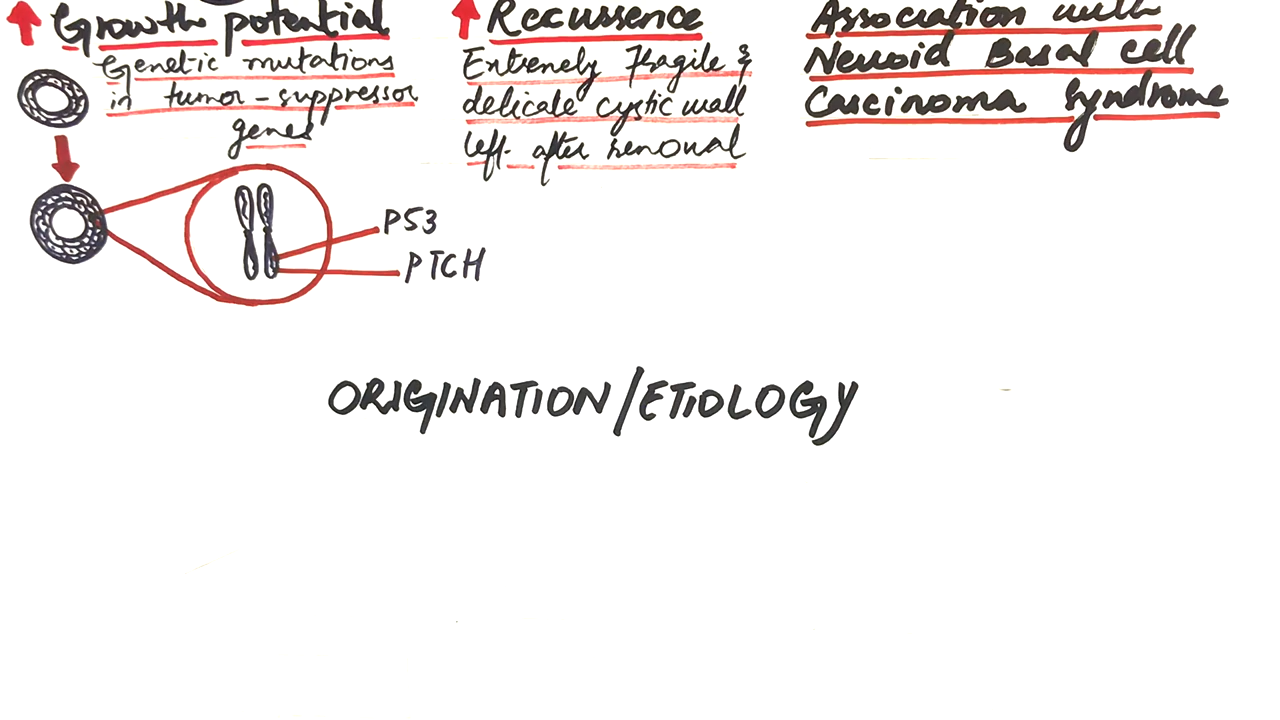 Growth potential
Genetic mutations
in tumor-suppressor
genes
P53
PTCH
Recurssence
Extremely fragile &
delicate cystic wall
left after removal
Association with
Nevoid Basal cell
Carcinoma Syndrome
ORIGINATION/ETIOLOGY